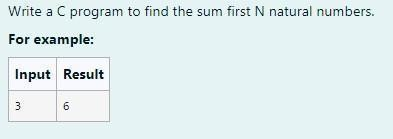 Write a C program to find the sum first N natural numbers.
For example:
Input Result
3 6